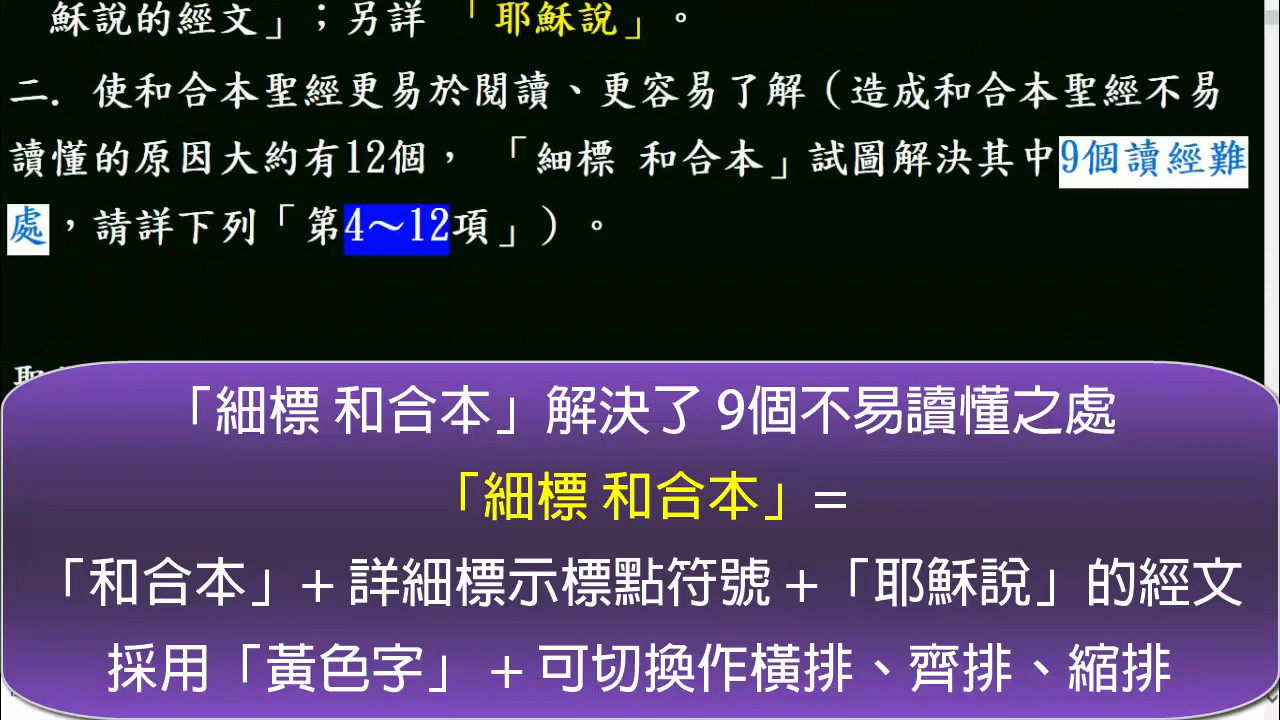 穌說的經文」；另詳 「耶穌說」。
二. 使和合本聖經更易於閱讀、更容易了解（造成和合本聖經不易
讀懂的原因大約有12個， 「細標 和合本」試圖解決其中9個讀經難
處，請詳下列「第4～12項」）。
「細標 和合本」解決了 9個不易讀懂之處
「細標 和合本」=
「和合本」+ 詳細標示標點符號 +「耶穌說」的經文
採用「黃色字」 + 可切換作橫排、齊排、縮排